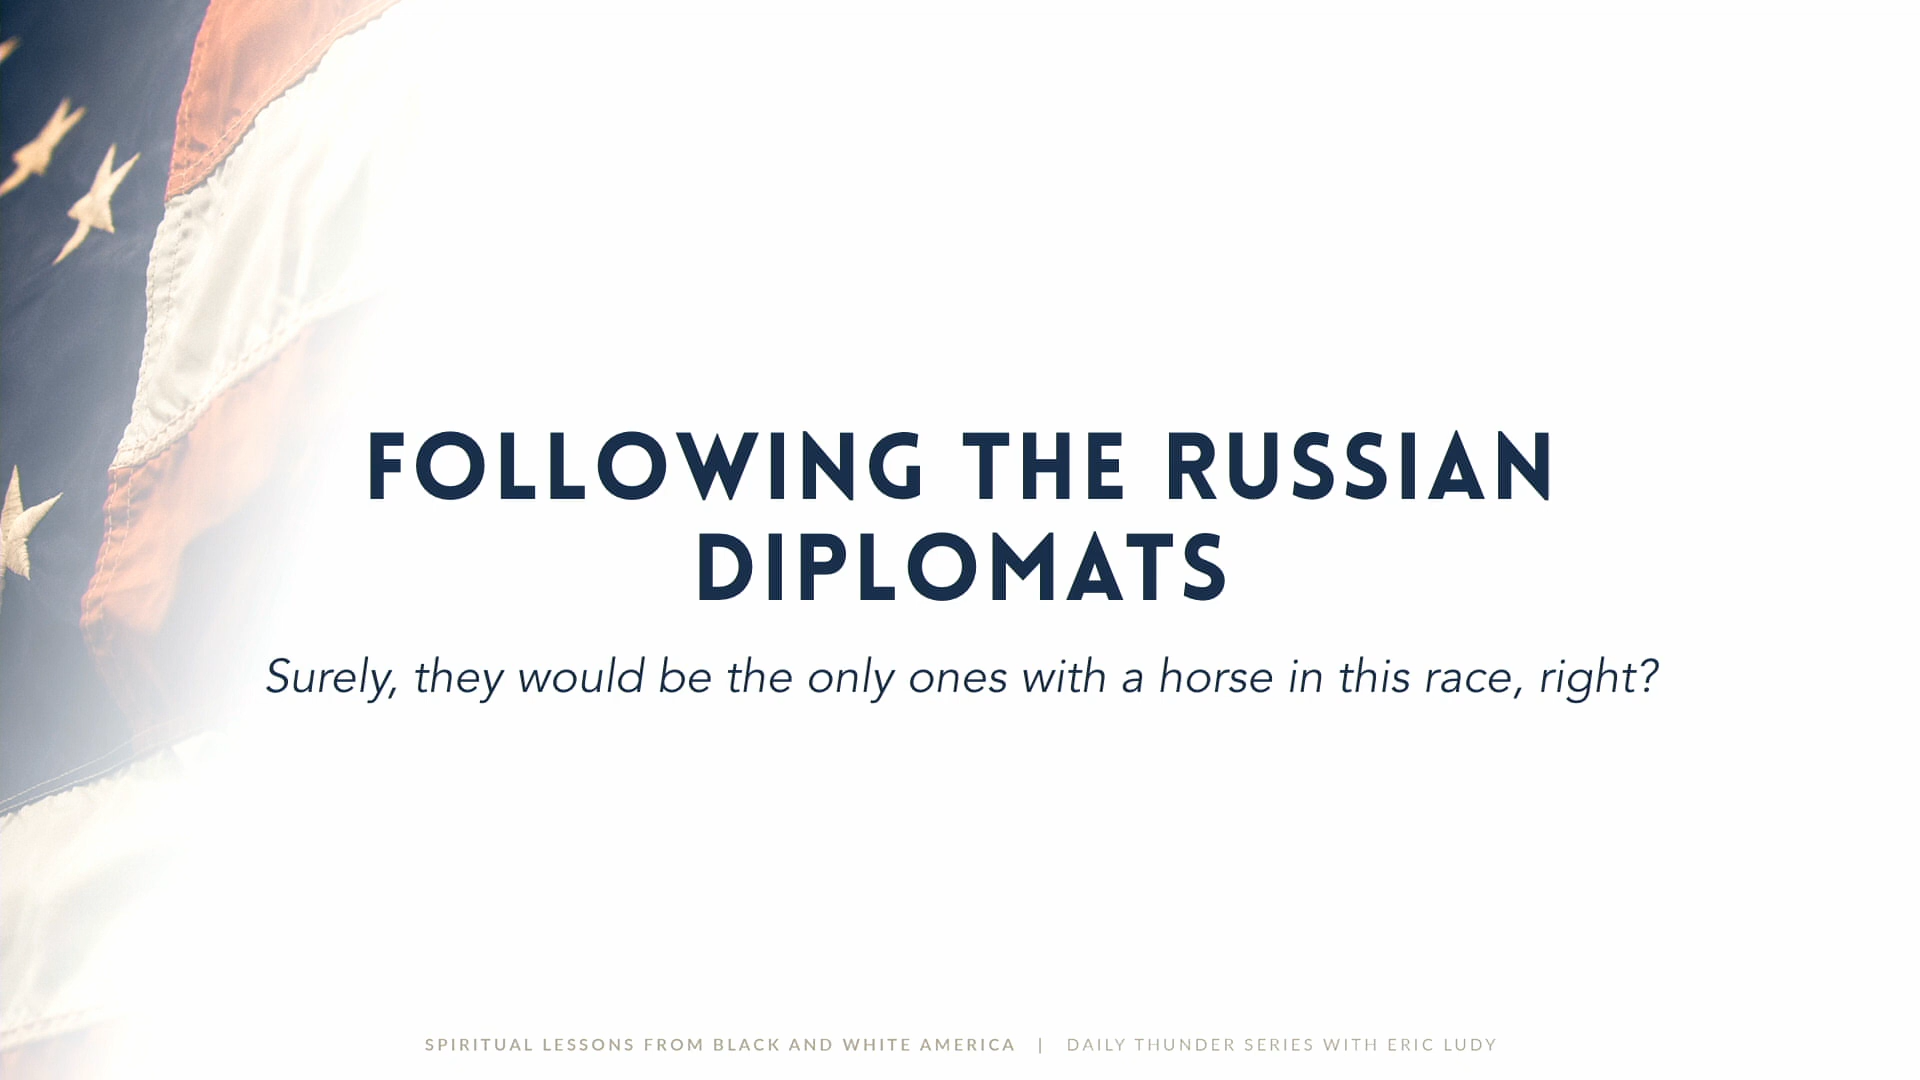 FOLLOWING THE RUSSIAN
DIPLOMATS
Surely, they would be the only ones with a horse in this race, right?
SPIRITUAL LESSONS FROM BLACK AND WHITE AMERICA | DAILY THUNDER SERIES WITH ERIC LUDY